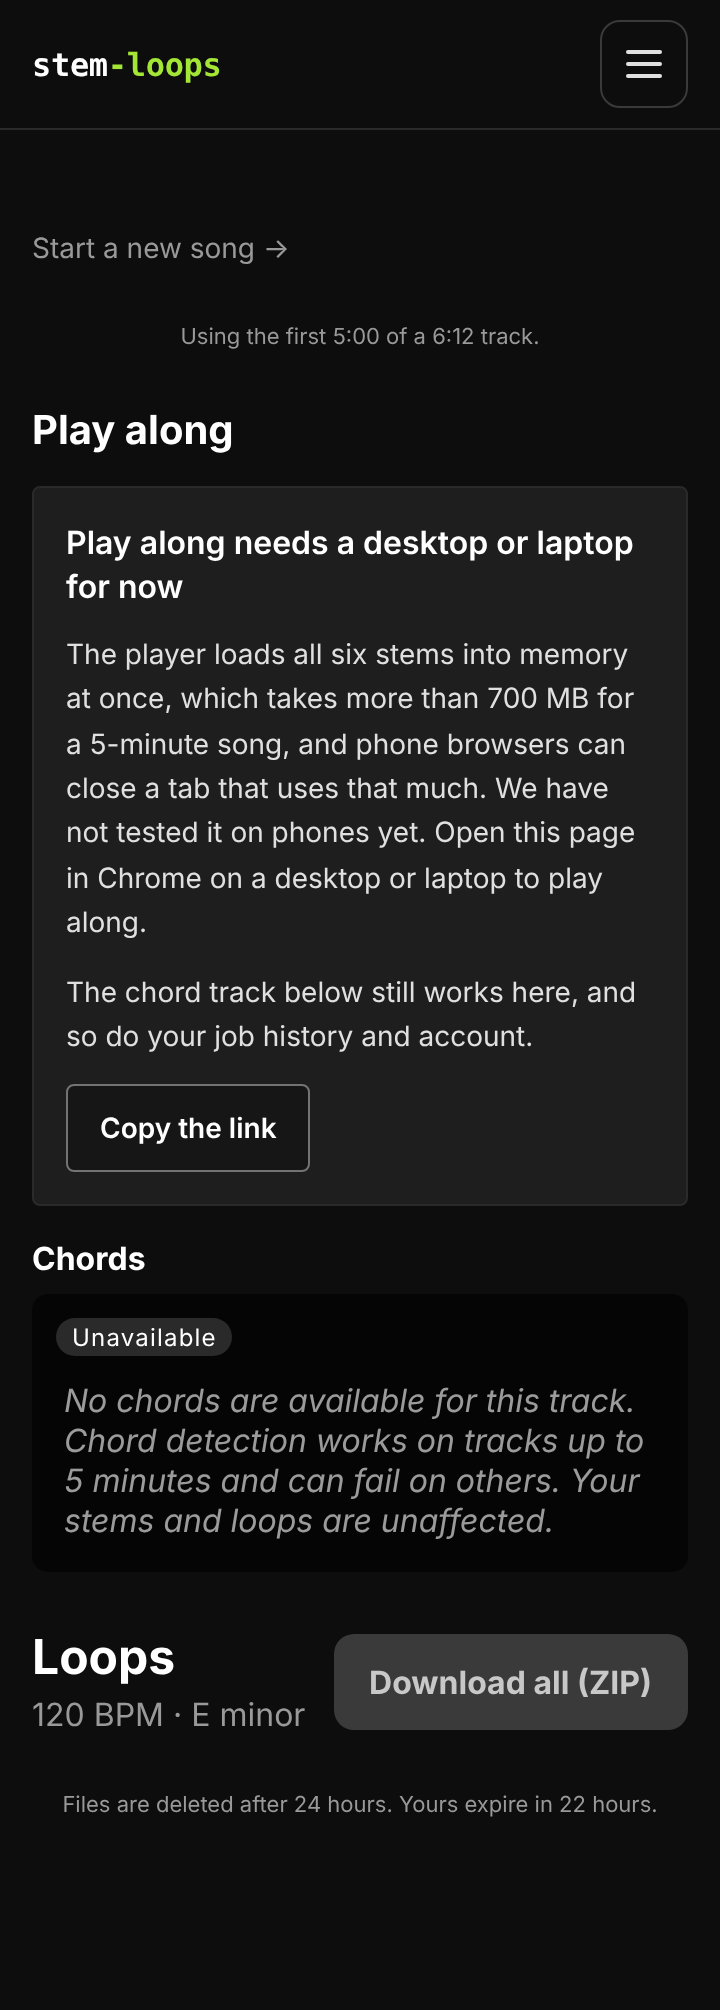 stem-loops
Start a new song →
Using the first 5:00 of a 6:12 track.
Play along
Play along needs a desktop or laptop
for now
The player loads all six stems into memory
at once, which takes more than 700 MB for
a 5-minute song, and phone browsers can
close a tab that uses that much. We have
not tested it on phones yet. Open this page
in Chrome on a desktop or laptop to play
along.
The chord track below still works here, and
so do your job history and account.
Copy the link
Chords
Unavailable
No chords are available for this track.
Chord detection works on tracks up to
5 minutes and can fail on others. Your
stems and loops are unaffected.
Loops
Download all (ZIP)
120 BPM · E minor
Files are deleted after 24 hours. Yours expire in 22 hours.